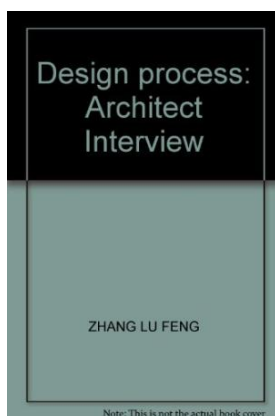 Design process:
Architect
Interview
ZHANG LU FENG
Note: This is not the actual book cover